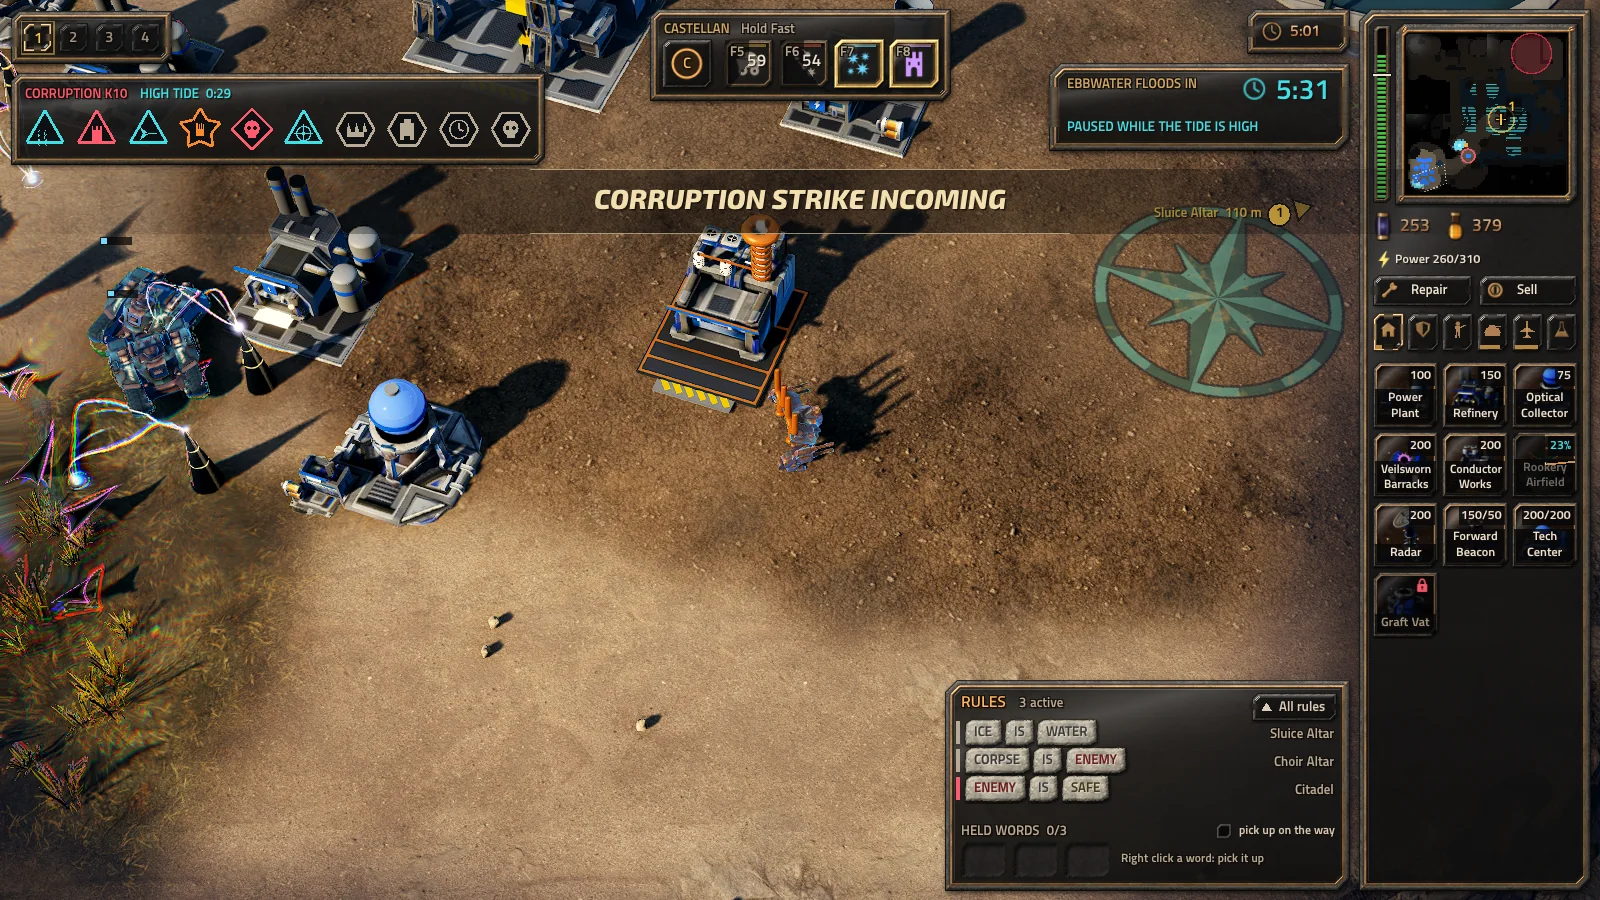 1 2 3 4
CORRUPTION K10 HIGH TIDE 0:29
CASTELLAN Hold Fast
C F5 59 F6 54 F7 F8
5:01
EBBWATER FLOODS IN 5:31
PAUSED WHILE THE TIDE IS HIGH
CORRUPTION STRIKE INCOMING
Sluice Altar 110 m 1
1
253 379
Power 260/310
Repair Sell
100 Power Plant
150 Refinery
75 Optical Collector
200 Veilsworn Barracks
200 Conductor Works
23% Rookery Airfield
200 Radar
150/50 Forward Beacon
200/200 Tech Center
Graft Vat
RULES 3 active All rules
ICE IS WATER Sluice Altar
CORPSE IS ENEMY Choir Altar
ENEMY IS SAFE Citadel
HELD WORDS 0/3 pick up on the way
Right click a word: pick it up